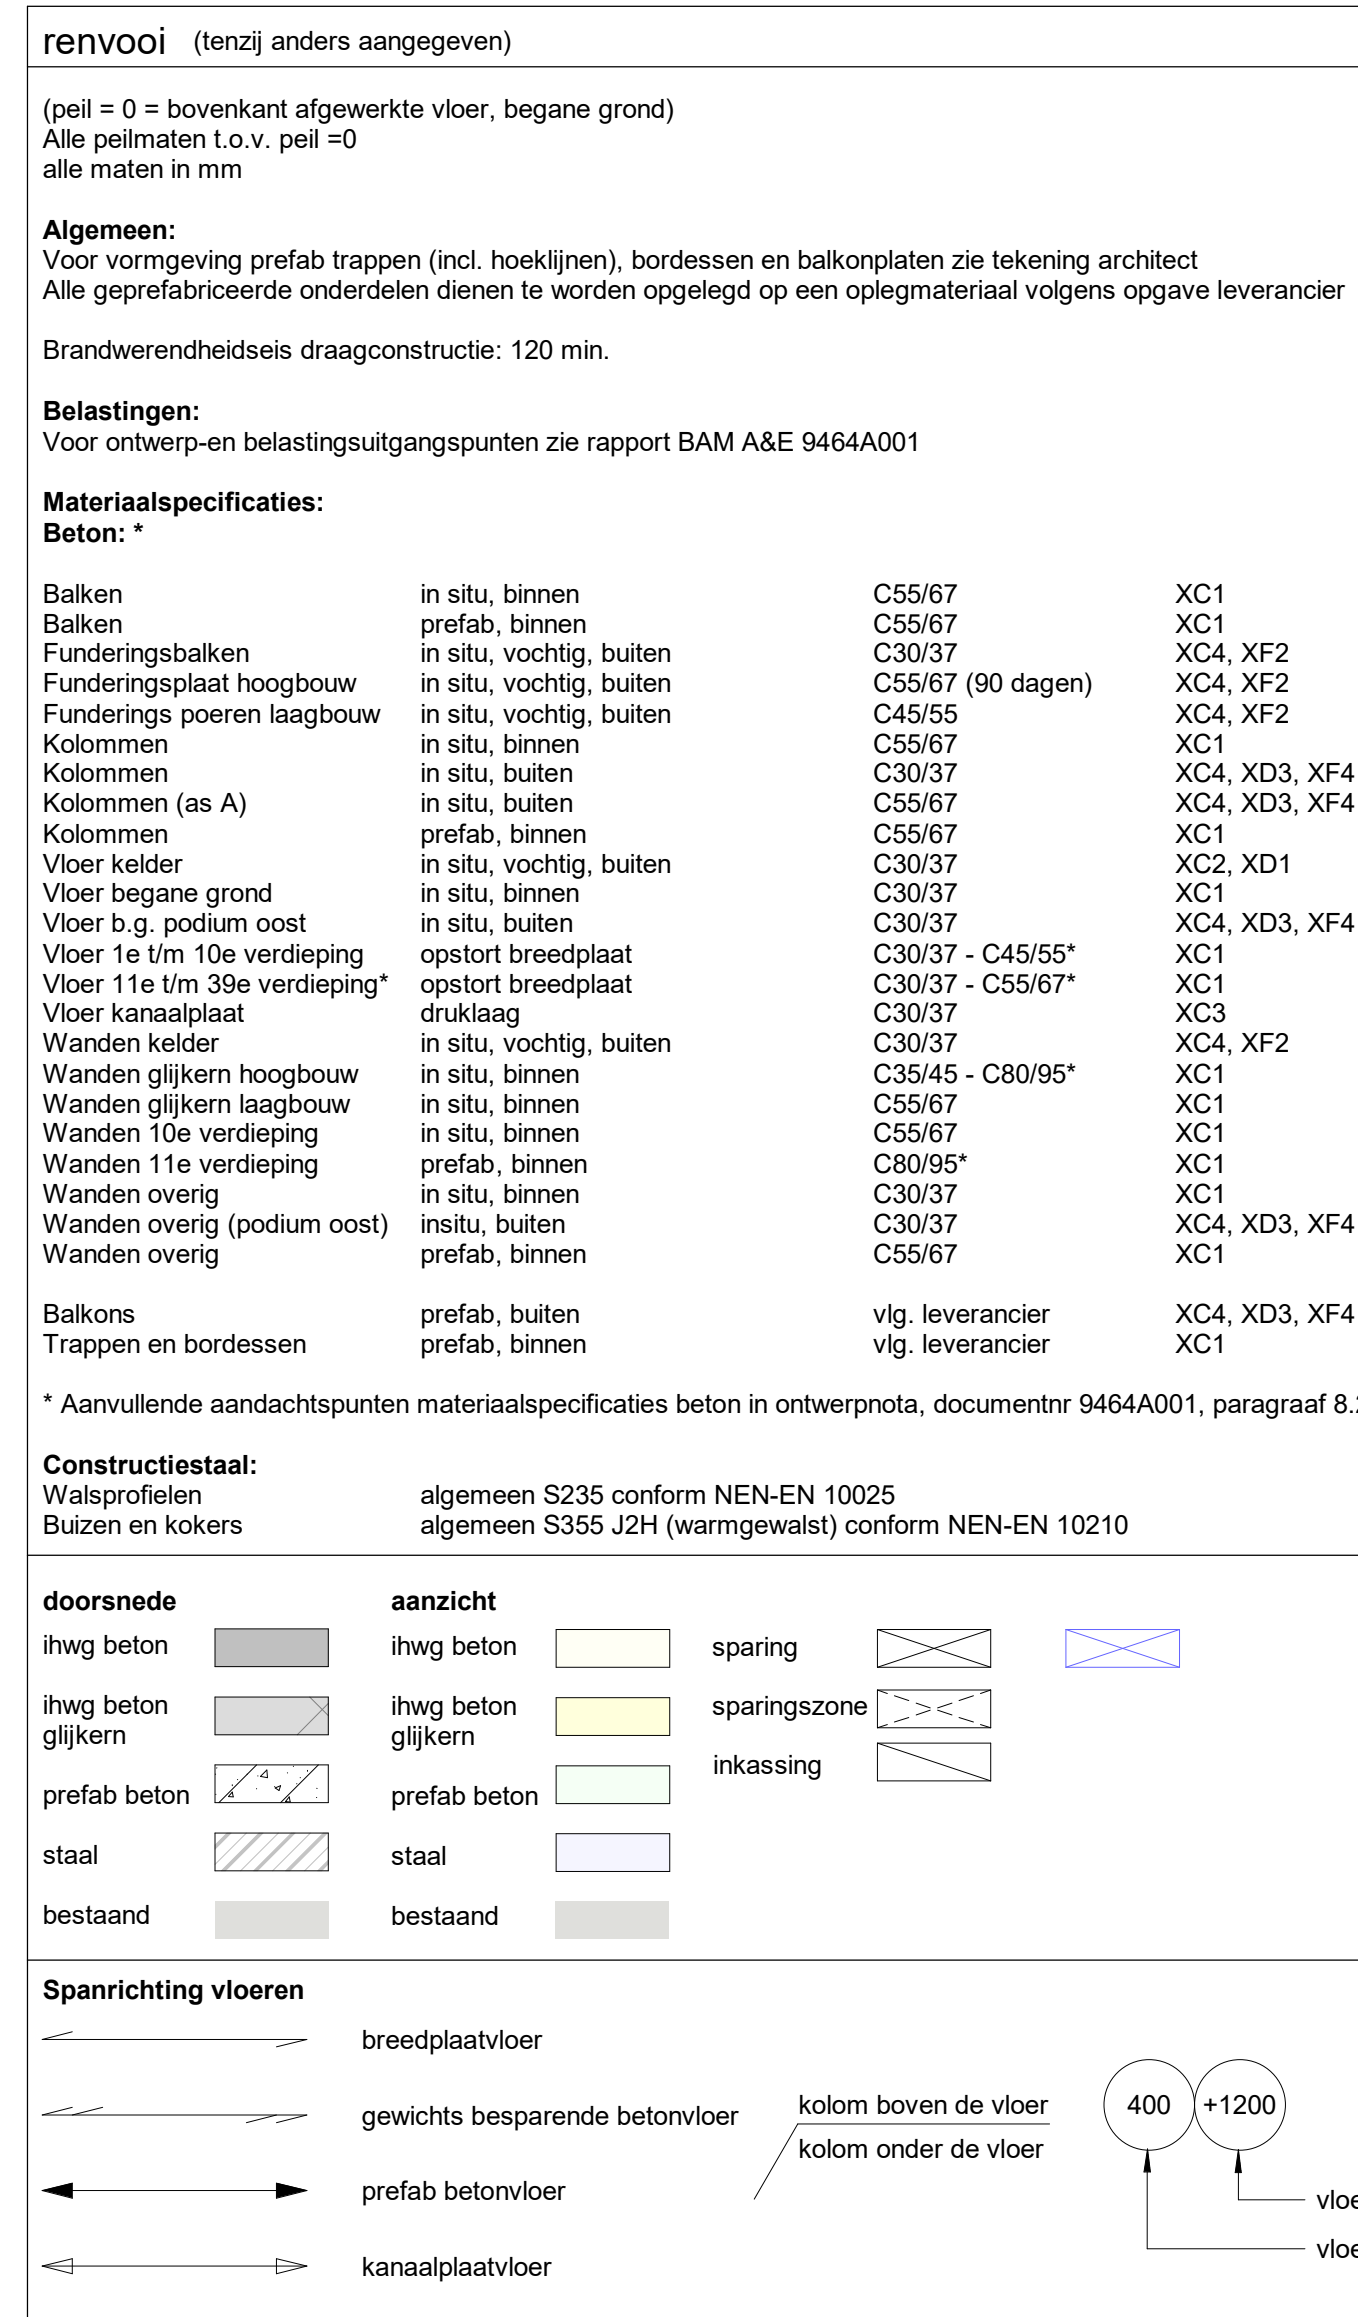 renvooi (tenzij anders aangegeven)
(peil = 0 = bovenkant afgewerkte vloer, begane grond)
Alle peilmaten t.o.v. peil =0
alle maten in mm
Algemeen:
Voor vormgeving prefab trappen (incl. hoeklijnen), bordessen en balkonplaten zie tekening architect
Alle geprefabriceerde onderdelen dienen te worden opgelegd op een oplegmateriaal volgens opgave leverancier
Brandwerendheidseis draagconstructie: 120 min.
Belastingen:
Voor ontwerp-en belastingsuitgangspunten zie rapport BAM A&E 9464A001
Materiaalspecificaties:
Beton: *
Balken in situ, binnen C55/67 XC1
Balken prefab, binnen C55/67 XC1
Funderingsbalken in situ, vochtig, buiten C30/37 XC4, XF2
Funderingsplaat hoogbouw in situ, vochtig, buiten C55/67 (90 dagen) XC4, XF2
Funderings poeren laagbouw in situ, vochtig, buiten C45/55 XC4, XF2
Kolommen in situ, binnen C55/67 XC1
Kolommen in situ, buiten C30/37 XC4, XD3, XF4
Kolommen (as A) in situ, buiten C55/67 XC4, XD3, XF4
Kolommen prefab, binnen C55/67 XC1
Vloer kelder in situ, vochtig, buiten C30/37 XC2, XD1
Vloer begane grond in situ, binnen C30/37 XC1
Vloer b.g. podium oost in situ, buiten C30/37 XC4, XD3, XF4
Vloer 1e t/m 10e verdieping opstort breedplaat C30/37 - C45/55* XC1
Vloer 11e t/m 39e verdieping* opstort breedplaat C30/37 - C55/67* XC1
Vloer kanaalplaat druklaag C30/37 XC3
Wanden kelder in situ, vochtig, buiten C30/37 XC4, XF2
Wanden glijkern hoogbouw in situ, binnen C35/45 - C80/95* XC1
Wanden glijkern laagbouw in situ, binnen C55/67 XC1
Wanden 10e verdieping in situ, binnen C55/67 XC1
Wanden 11e verdieping prefab, binnen C80/95* XC1
Wanden overig in situ, binnen C30/37 XC1
Wanden overig (podium oost) insitu, buiten C30/37 XC4, XD3, XF4
Wanden overig prefab, binnen C55/67 XC1
Balkons prefab, buiten vlg. leverancier XC4, XD3, XF4
Trappen en bordessen prefab, binnen vlg. leverancier XC1
* Aanvullende aandachtspunten materiaalspecificaties beton in ontwerpnota, documentnr 9464A001, paragraaf 8.
Constructiestaal:
Walsprofielen algemeen S235 conform NEN-EN 10025
Buizen en kokers algemeen S355 J2H (warmgewalst) conform NEN-EN 10210
doorsnede aanzicht
ihwg beton ihwg beton sparing
ihwg beton ihwg beton sparingszone
glijkern glijkern
inkassing
prefab beton prefab beton
staal staal
bestaand bestaand
Spanrichting vloeren
breedplaatvloer
gewichts besparende betonvloer
kolom boven de vloer 400 +1200
kolom onder de vloer
prefab betonvloer
kanaalplaatvloer